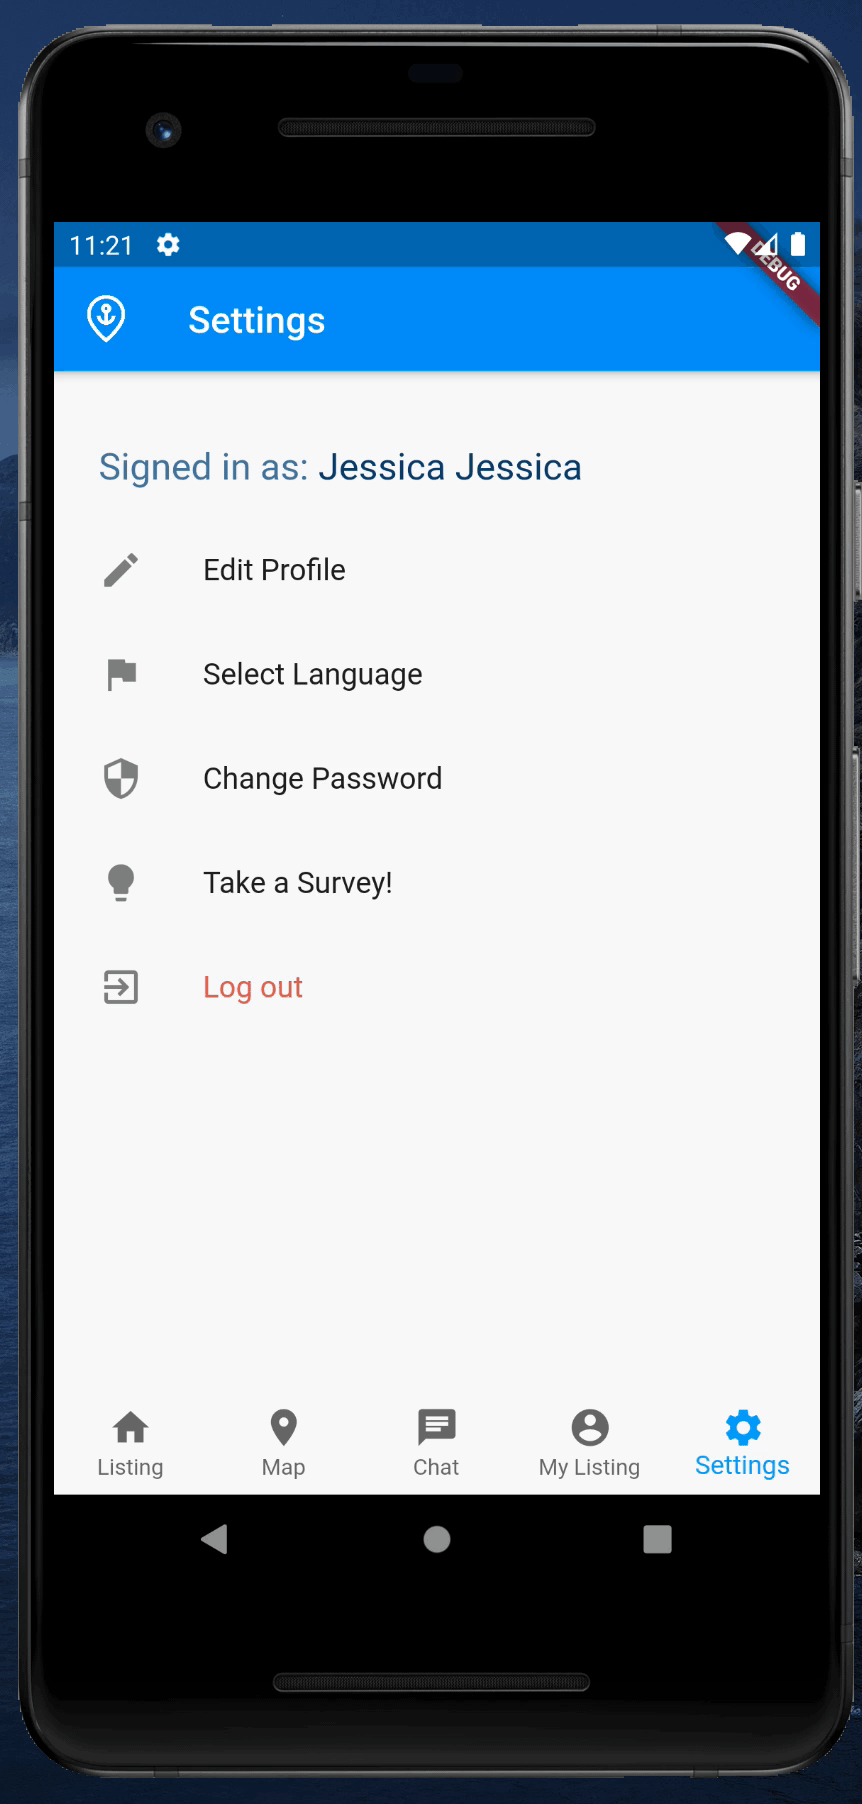 11:21
DEBUG
Settings
Signed in as: Jessica Jessica
Edit Profile
Select Language
Change Password
Take a Survey!
Log out
Listing
Map
Chat
My Listing
Settings